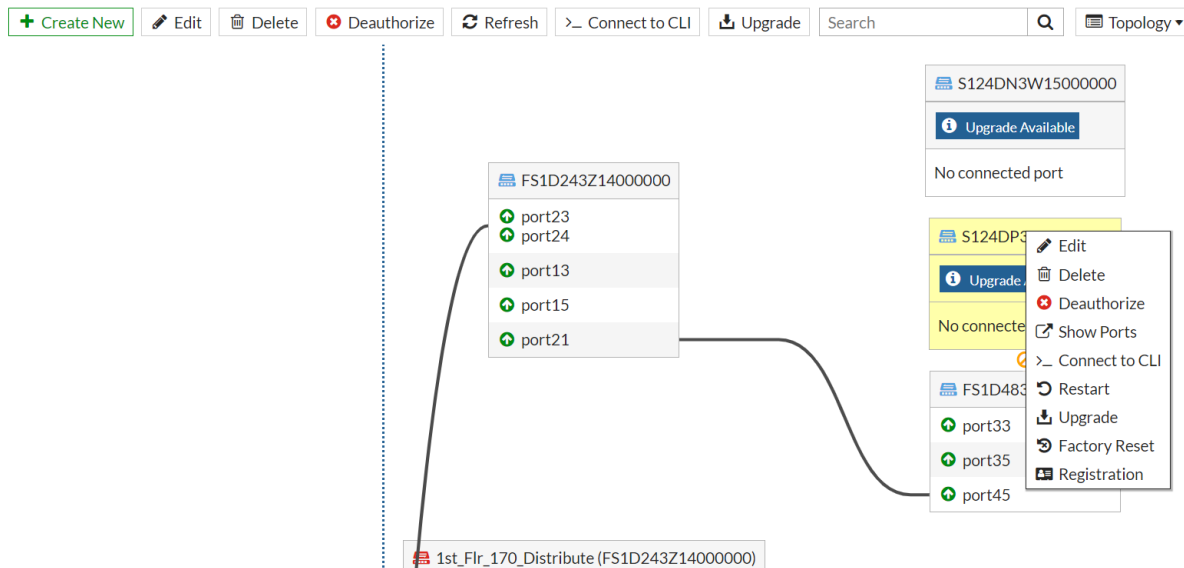 Create New Edit Delete Deauthorize Refresh >_ Connect to CLI Upgrade Search Topology
S124DN3W15000000
Upgrade Available
No connected port
FS1D243Z14000000
port23
port24
port13
port15
port21
S124DP3
Upgrade
No connecte
FS1D483
port33
port35
port45
Edit
Delete
Deauthorize
Show Ports
>_ Connect to CLI
Restart
Upgrade
Factory Reset
Registration
1st_Flr_170_Distribute (FS1D243Z14000000)